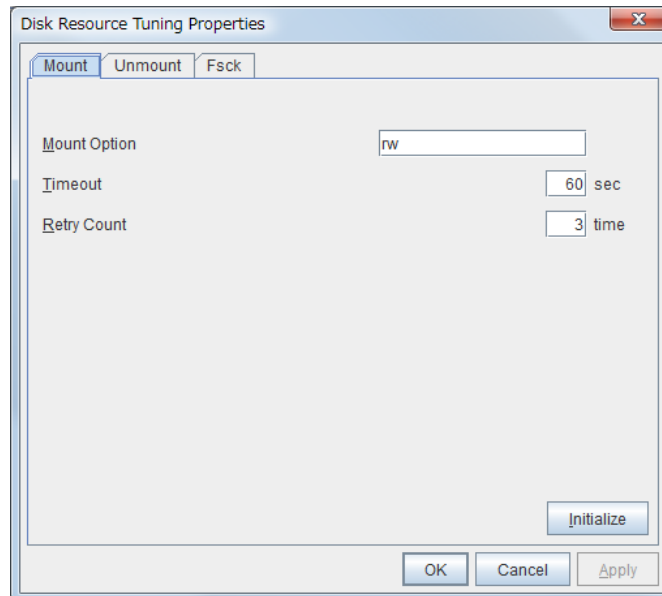 Disk Resource Tuning Properties
Mount Unmount Fsck
Mount Option rw
Timeout 60 sec
Retry Count 3 time
Initialize
OK Cancel Apply